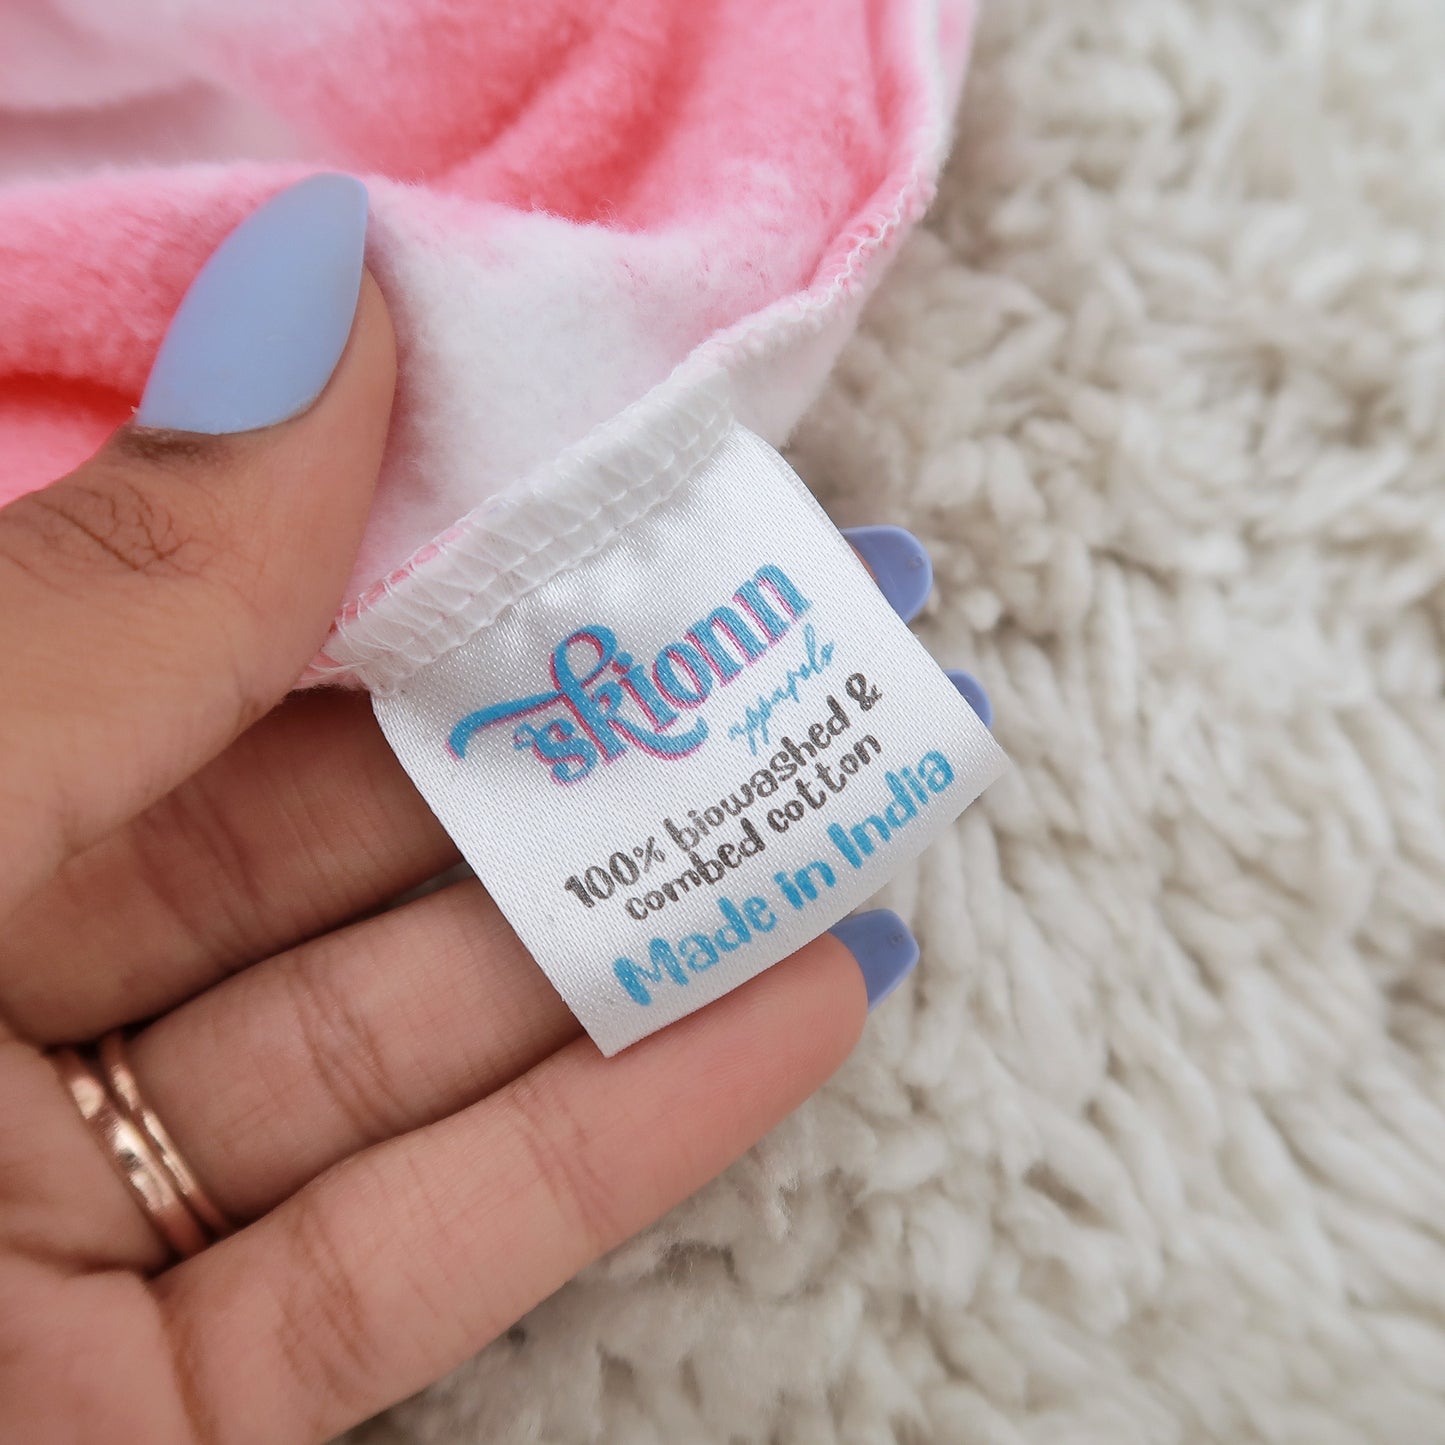 skionn
apparels
100% biowashed &
combed cotton
Made in India